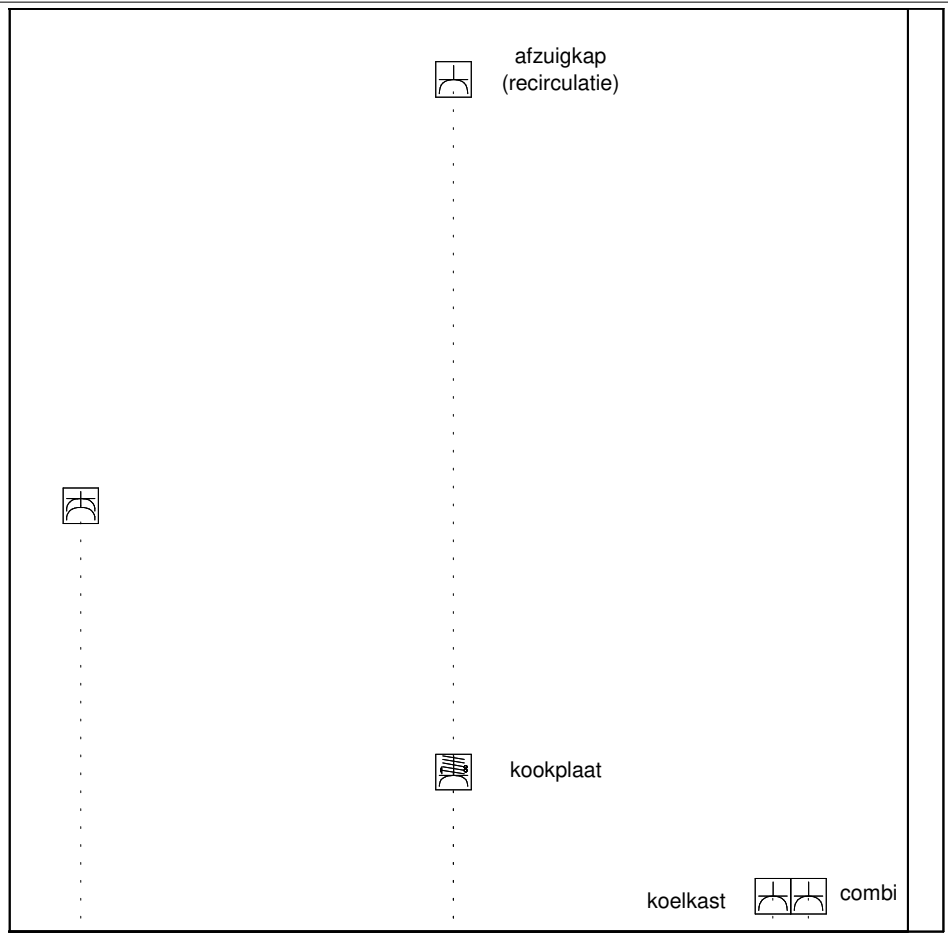 afzuigkap
(recirculatie)
kookplaat
koelkast
combi